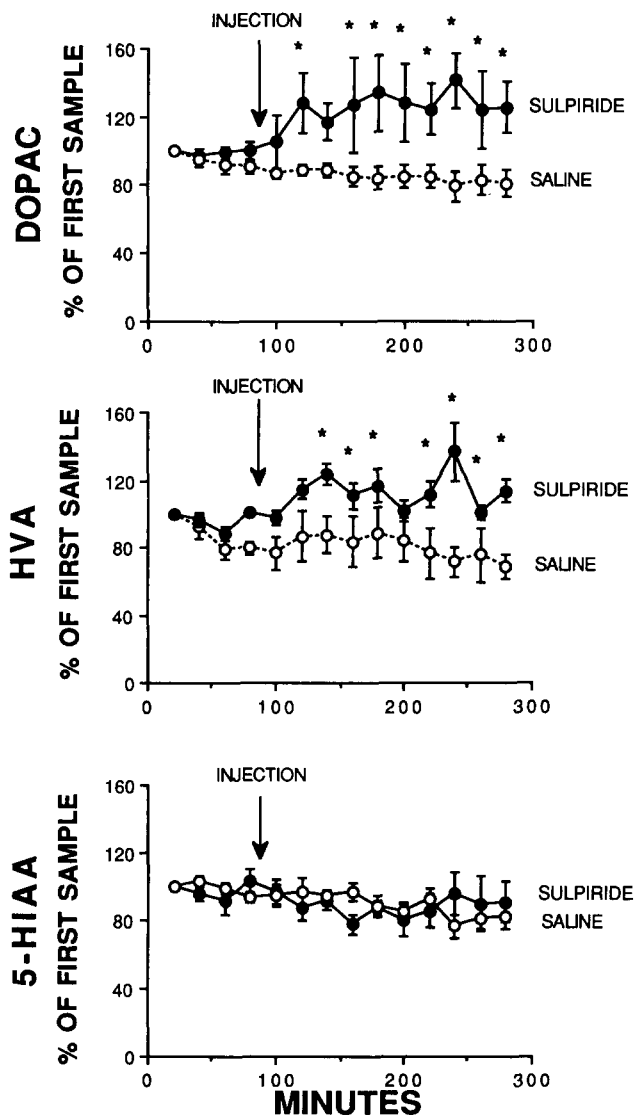 INJECTION
* * * * * * * *
160
120
80
40
0
SULPIRIDE
SALINE
0 100 200 300
DOPAC
% OF FIRST SAMPLE
INJECTION
* * * * * * *
160
120
80
40
0
SULPIRIDE
SALINE
0 100 200 300
HVA
% OF FIRST SAMPLE
INJECTION
160
120
80
40
0
SULPIRIDE
SALINE
0 100 200 300
5-HIAA
% OF FIRST SAMPLE
MINUTES